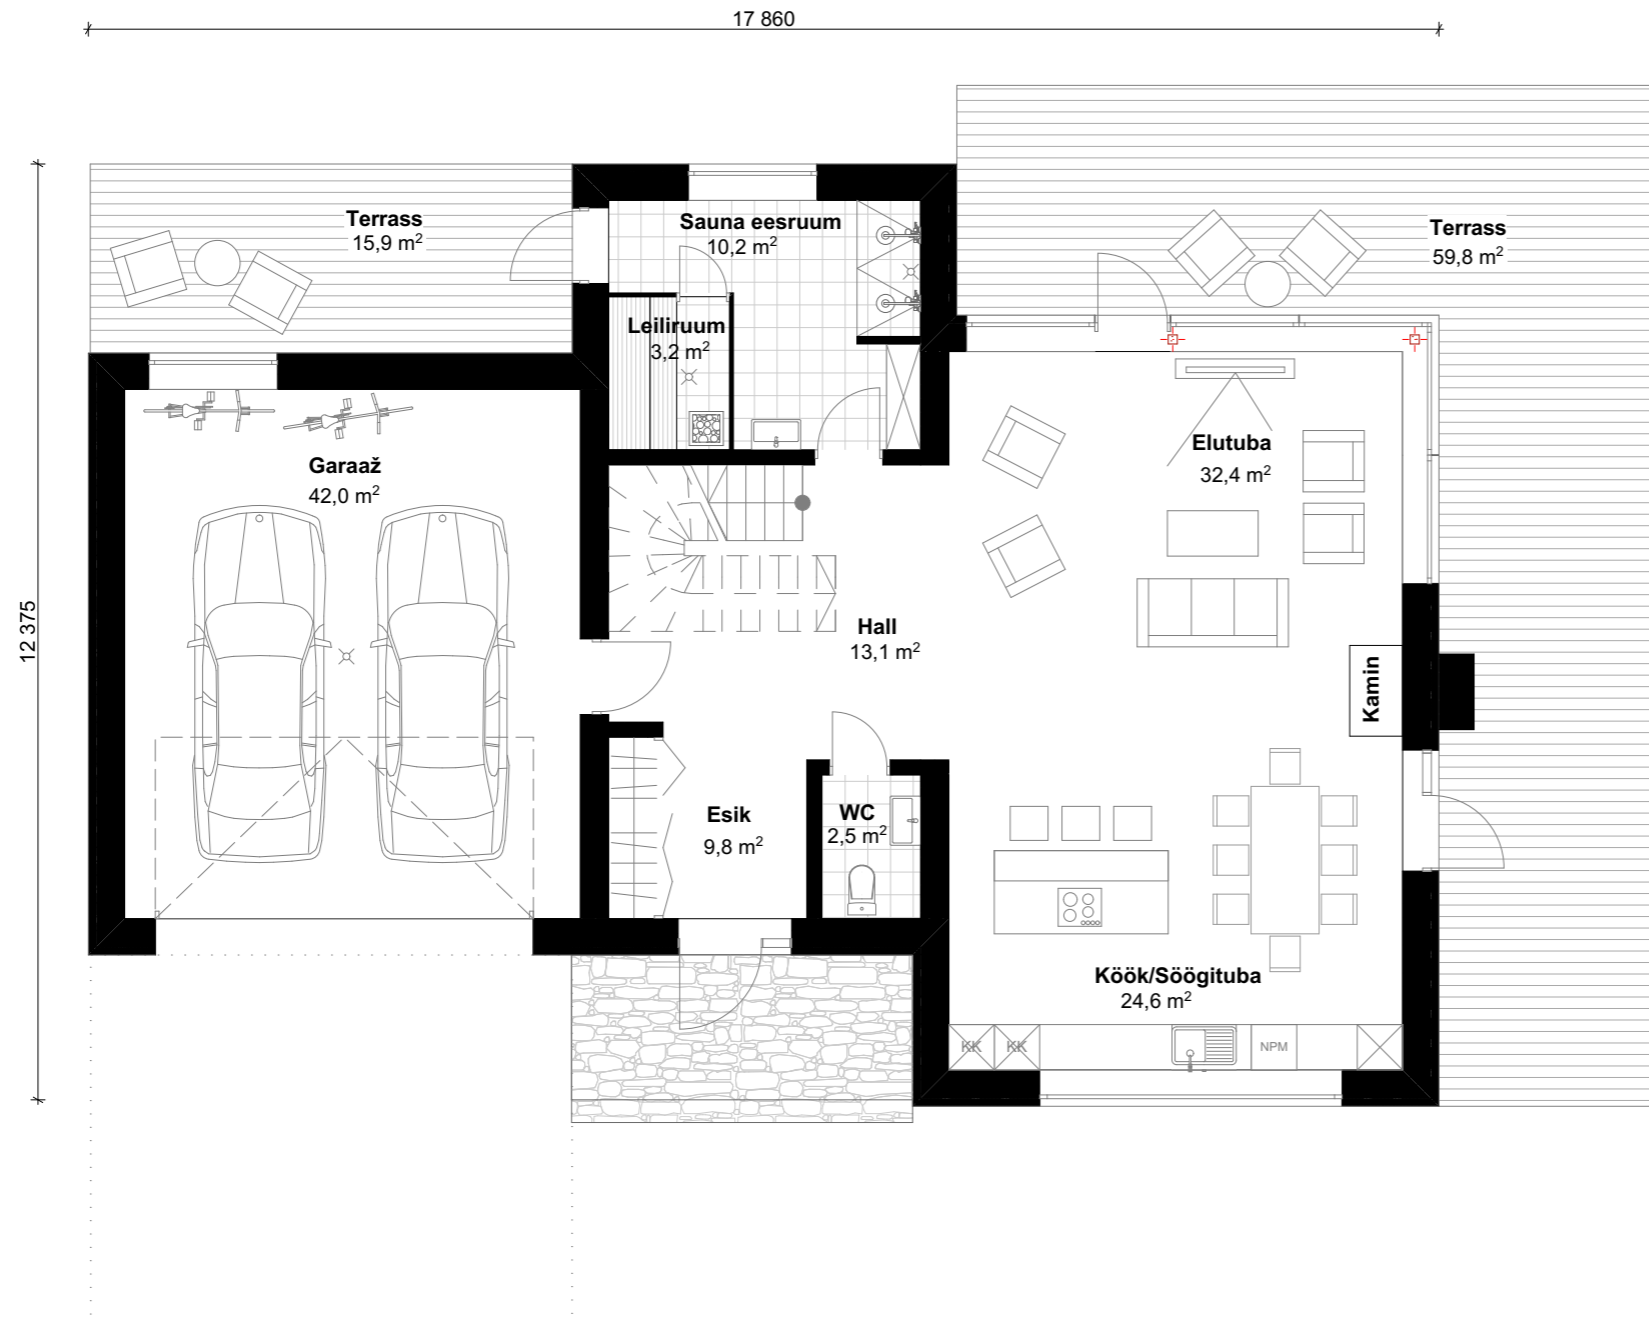 17 860
12 375
Terrass
15,9 m²
Sauna eesruum
10,2 m²
Terrass
59,8 m²
Leiliruum
3,2 m²
Garaaž
42,0 m²
Elutuba
32,4 m²
Hall
13,1 m²
Kamin
Esik
9,8 m²
WC
2,5 m²
Köök/Söögituba
24,6 m²
KK
KK
NPM